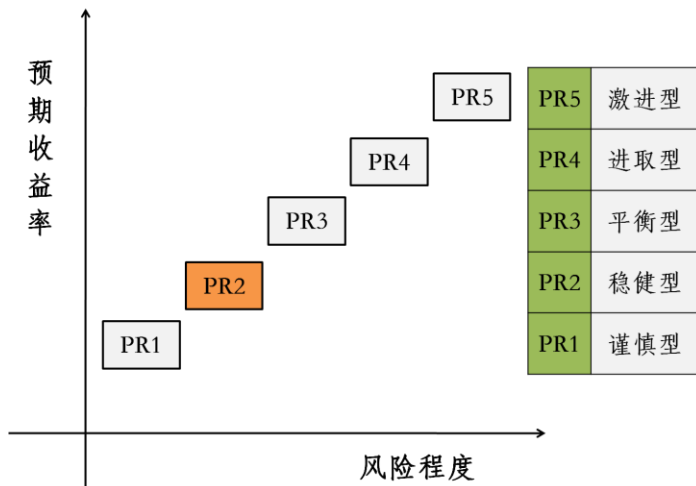 预期收益率
PR5
PR4
PR3
PR2
PR1
风险程度
PR5 激进型
PR4 进取型
PR3 平衡型
PR2 稳健型
PR1 谨慎型